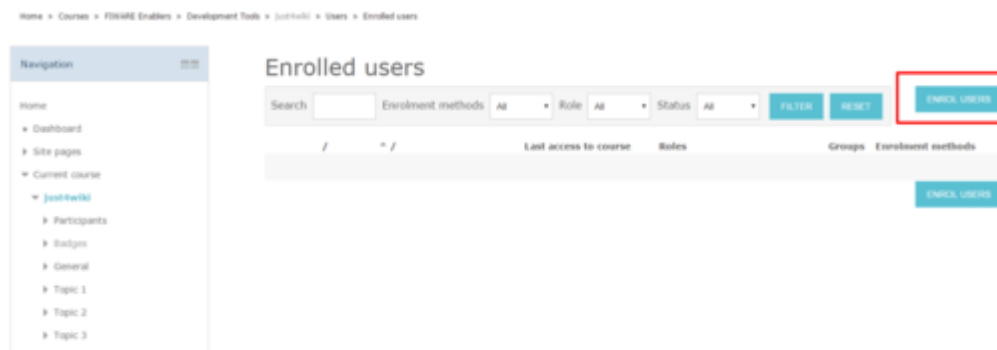 Home » Courses » FIWARE Enablers » Development Tools » Just4wiki » Users » Enrolled users
Navigation
Home
Dashboard
Site pages
Current course
Just4wiki
Participants
Badges
General
Topic 1
Topic 2
Topic 3
Enrolled users
Search Enrolment methods All Role All Status All FILTER RESET ENROL USERS
/ ^ / Last access to course Roles Groups Enrolment methods
ENROL USERS